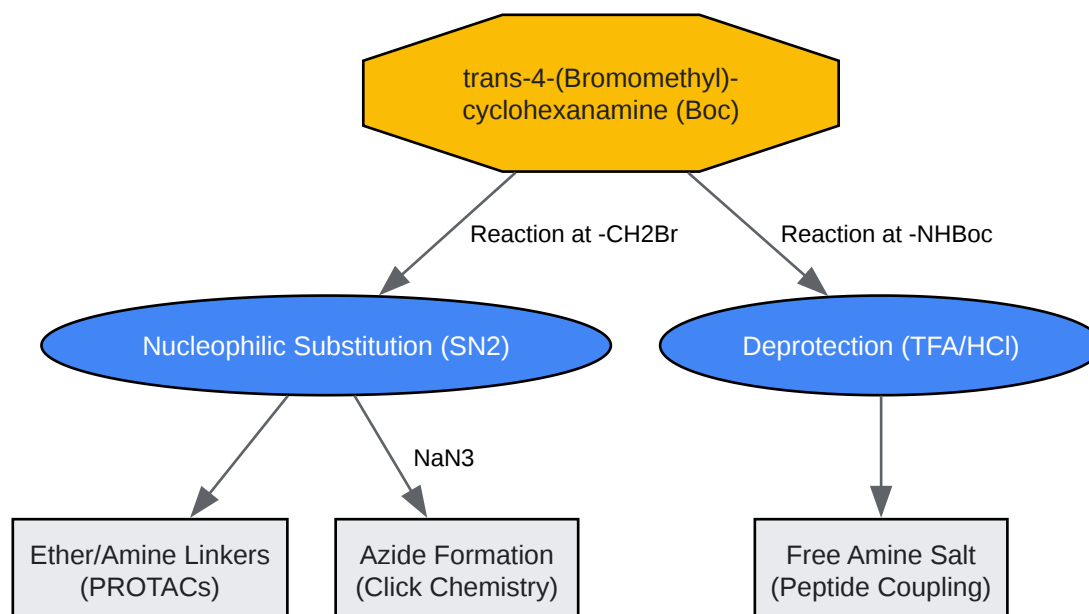 trans-4-(Bromomethyl)-
cyclohexanamine (Boc)
Reaction at -CH2Br
Reaction at -NHBoc
Nucleophilic Substitution (SN2)
Deprotection (TFA/HCl)
NaN3
Ether/Amine Linkers
(PROTACs)
Azide Formation
(Click Chemistry)
Free Amine Salt
(Peptide Coupling)